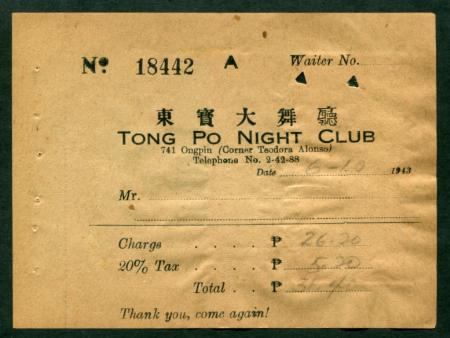 Nº 18442 A Waiter No.
東寶大舞廳
TONG PO NIGHT CLUB
741 Ongpin (Corner Teodora Alonso)
Telephone No. 2-42-88
Date 1943
Mr.
Charge . . . . ₱ 26.20
20% Tax . . . . ₱ 5.20
Total . . ₱
Thank you, come again!